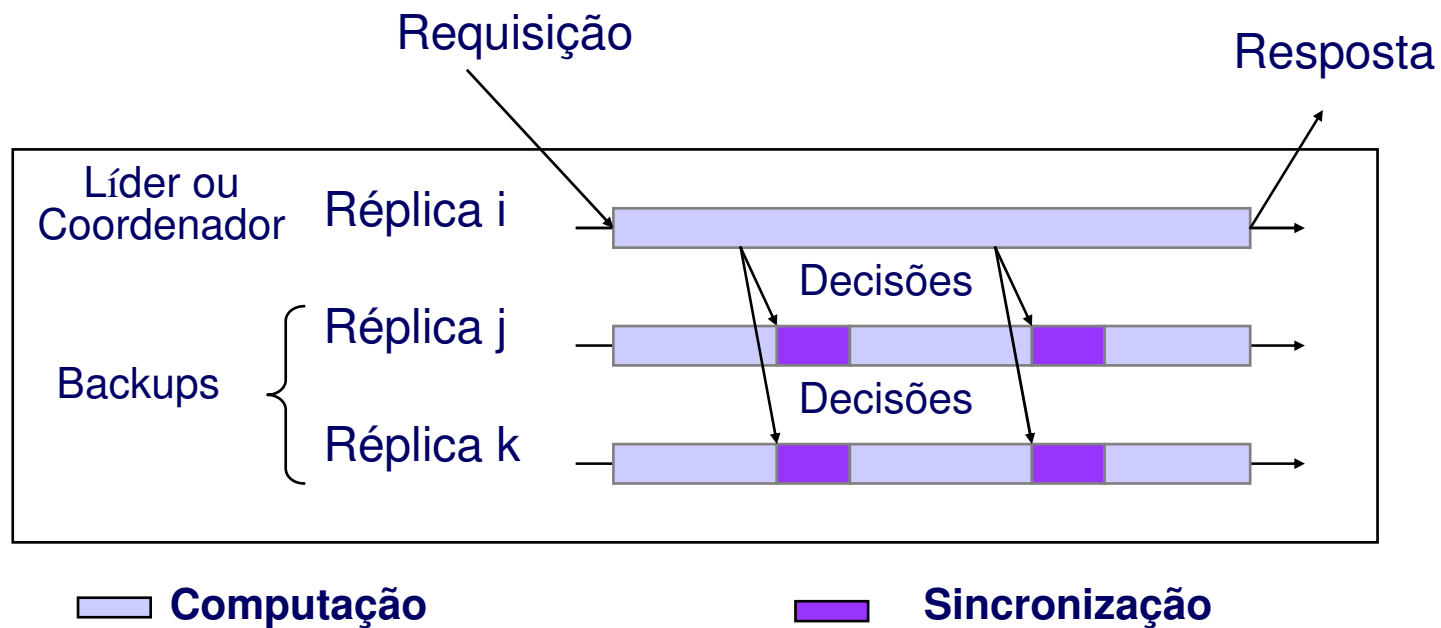 Requisição
Resposta
Líder ou
Coordenador
Réplica i
Decisões
Réplica j
Backups
Decisões
Réplica k
Computação
Sincronização